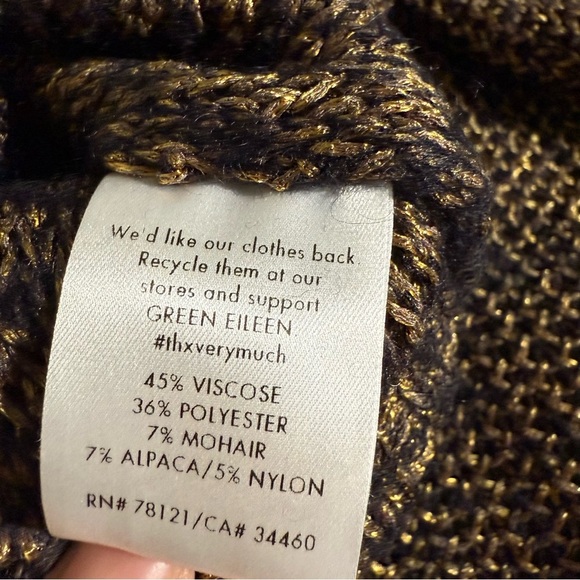 We'd like our clothes back.
Recycle them at our
stores and support
GREEN EILEEN.
#thxverymuch
45% VISCOSE
36% POLYESTER
7% MOHAIR
7% ALPACA/5% NYLON
RN# 78121/CA# 34460